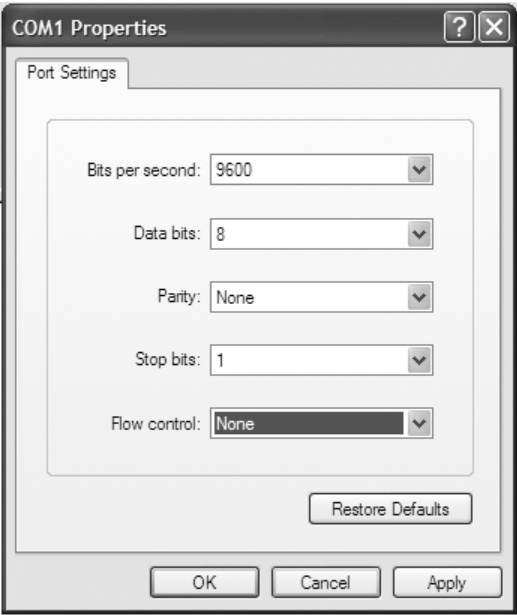 COM1 Properties
Port Settings
Bits per second: 9600
Data bits: 8
Parity: None
Stop bits: 1
Flow control: None
Restore Defaults
OK Cancel Apply